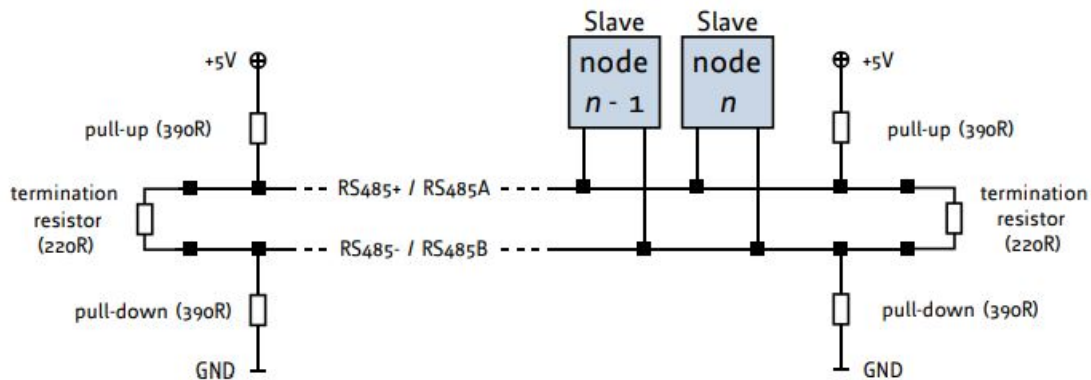 Slave Slave
+5V node node +5V
n - 1 n
pull-up (390R) pull-up (390R)
RS485+ / RS485A
termination termination
resistor resistor
(220R) (220R)
RS485- / RS485B
pull-down (390R) pull-down (390R)
GND GND